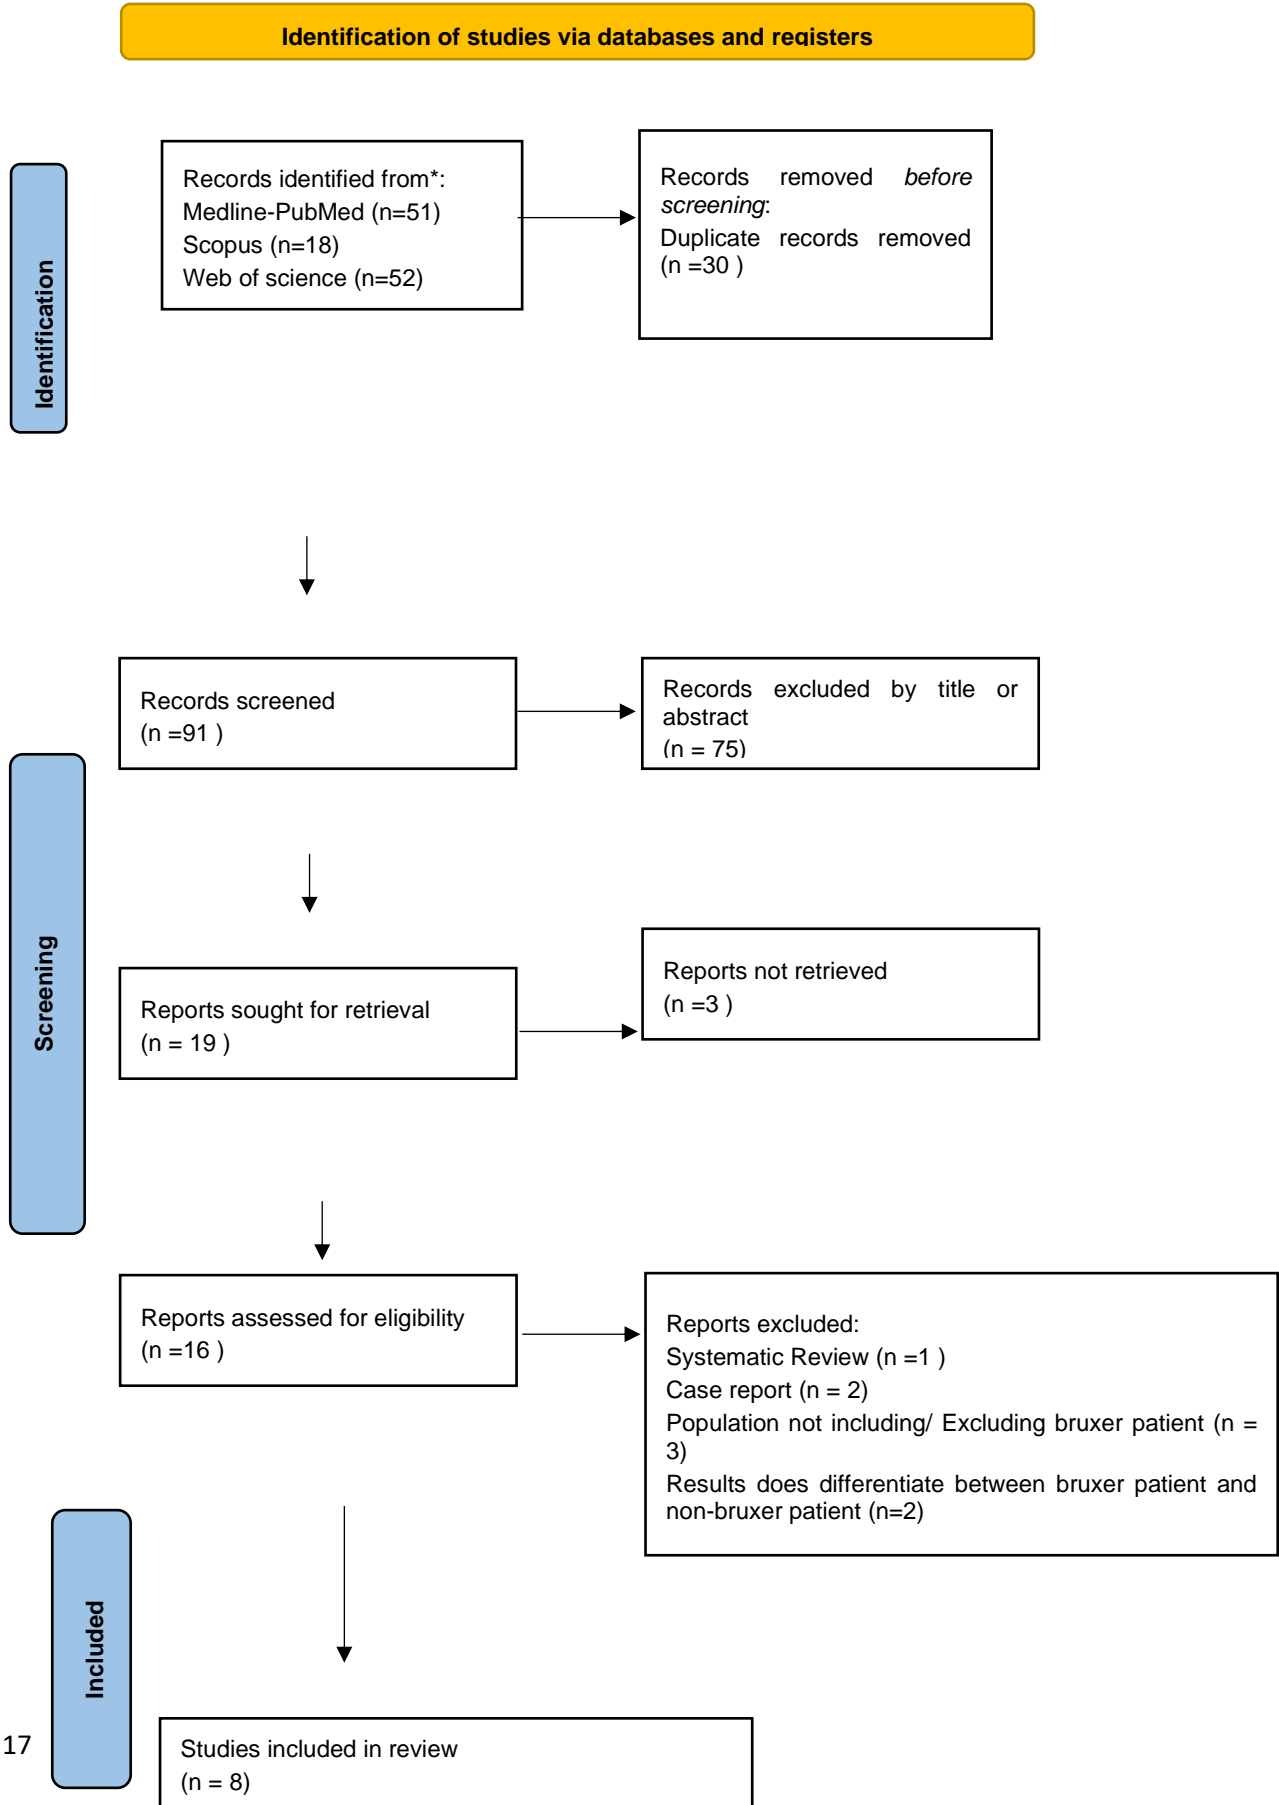 Identification of studies via databases and registers
Identification
Records identified from*:
Medline-PubMed (n=51)
Scopus (n=18)
Web of science (n=52)
Records removed before
screening:
Duplicate records removed
(n =30 )
Screening
Records screened
(n =91 )
Records excluded by title or
abstract
(n = 75)
Reports sought for retrieval
(n = 19 )
Reports not retrieved
(n =3 )
Reports assessed for eligibility
(n =16 )
Reports excluded:
Systematic Review (n =1 )
Case report (n = 2)
Population not including/ Excluding bruxer patient (n =
3)
Results does differentiate between bruxer patient and
non-bruxer patient (n=2)
Included
Studies included in review
(n = 8)
17